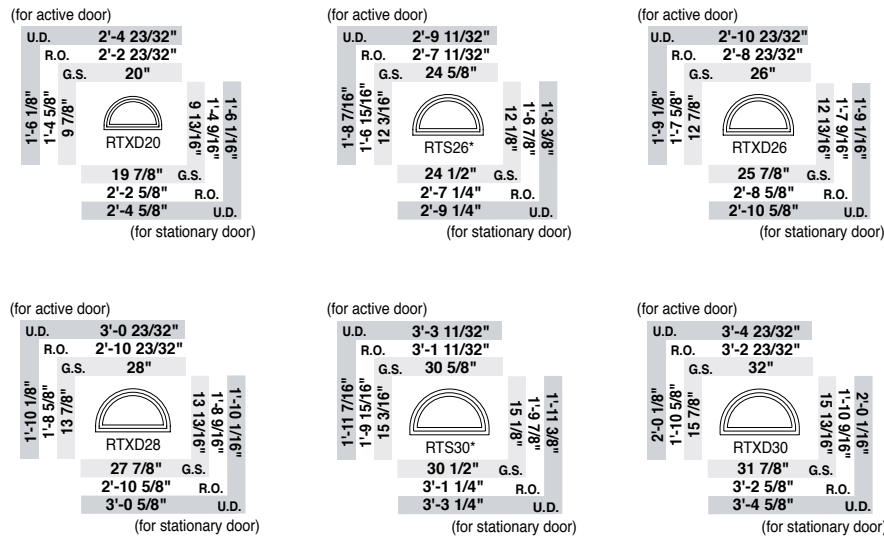 (for active door)
U.D. 2'-4 23/32"
R.O. 2'-2 23/32"
G.S. 20"
1'-6 1/8"
1'-4 5/8"
9 7/8"
RTXD20
9 13/16"
1'-4 9/16"
1'-6 1/16"
19 7/8" G.S.
2'-2 5/8" R.O.
2'-4 5/8" U.D.
(for stationary door)
(for active door)
U.D. 2'-9 11/32"
R.O. 2'-7 11/32"
G.S. 24 5/8"
1'-8 7/16"
1'-6 15/16"
12 3/16"
RTS26*
12 1/8"
1'-6 7/8"
1'-8 3/8"
24 1/2" G.S.
2'-7 1/4" R.O.
2'-9 1/4" U.D.
(for stationary door)
(for active door)
U.D. 2'-10 23/32"
R.O. 2'-8 23/32"
G.S. 26"
1'-9 1/8"
1'-7 5/8"
12 7/8"
RTXD26
12 13/16"
1'-7 9/16"
1'-9 1/16"
25 7/8" G.S.
2'-8 5/8" R.O.
2'-10 5/8" U.D.
(for stationary door)
(for active door)
U.D. 3'-0 23/32"
R.O. 2'-10 23/32"
G.S. 28"
1'-10 1/8"
1'-8 5/8"
13 7/8"
RTXD28
13 13/16"
1'-8 9/16"
1'-10 1/16"
27 7/8" G.S.
2'-10 5/8" R.O.
3'-0 5/8" U.D.
(for stationary door)
(for active door)
U.D. 3'-3 11/32"
R.O. 3'-1 11/32"
G.S. 30 5/8"
1'-11 7/16"
1'-9 15/16"
15 3/16"
RTS30*
15 1/8"
1'-9 7/8"
1'-11 3/8"
30 1/2" G.S.
3'-1 1/4" R.O.
3'-3 1/4" U.D.
(for stationary door)
(for active door)
U.D. 3'-4 23/32"
R.O. 3'-2 23/32"
G.S. 32"
2'-0 1/8"
1'-10 5/8"
15 7/8"
RTXD30
15 13/16"
1'-10 9/16"
2'-0 1/16"
31 7/8" G.S.
3'-2 5/8" R.O.
3'-4 5/8" U.D.
(for stationary door)